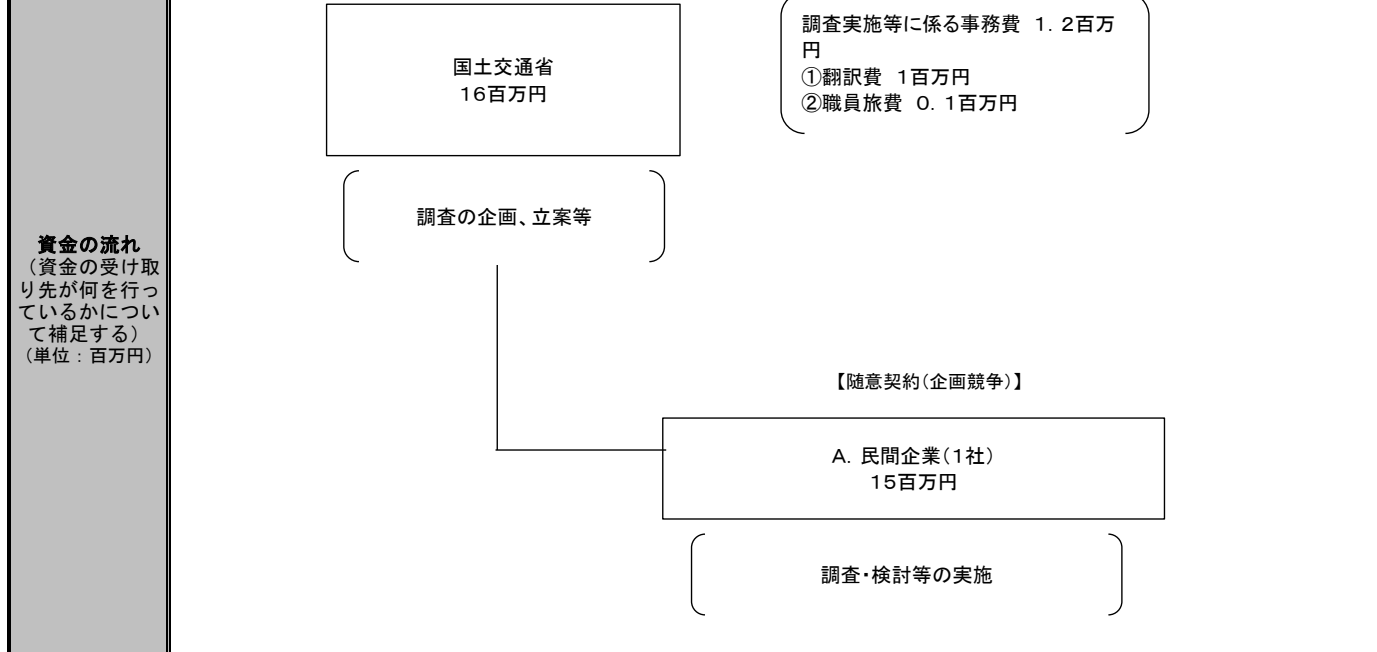 資金の流れ
（資金の受け取
り先が何を行っ
ているかについ
て補足する）
（単位：百万円）
国土交通省
１６百万円
調査実施等に係る事務費　１．２百万
円
①翻訳費　１百万円
②職員旅費　０．１百万円
調査の企画、立案等
【随意契約（企画競争）】
Ａ．民間企業（１社）
１５百万円
調査・検討等の実施